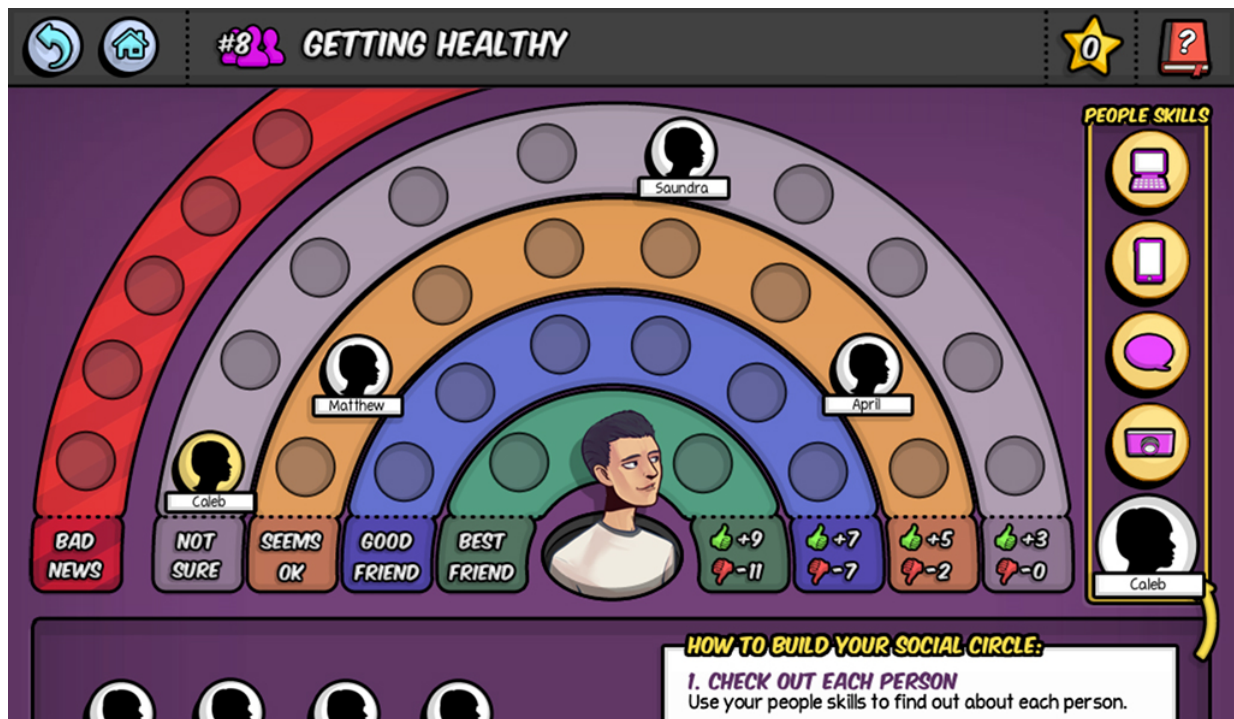 #8 GETTING HEALTHY
0
?
PEOPLE SKILLS
Saundra
Matthew
April
Caleb
BAD
NEWS
NOT
SURE
SEEMS
OK
GOOD
FRIEND
BEST
FRIEND
+9
-11
+7
-7
+5
-2
+3
-0
Caleb
HOW TO BUILD YOUR SOCIAL CIRCLE:
1. CHECK OUT EACH PERSON
Use your people skills to find out about each person.